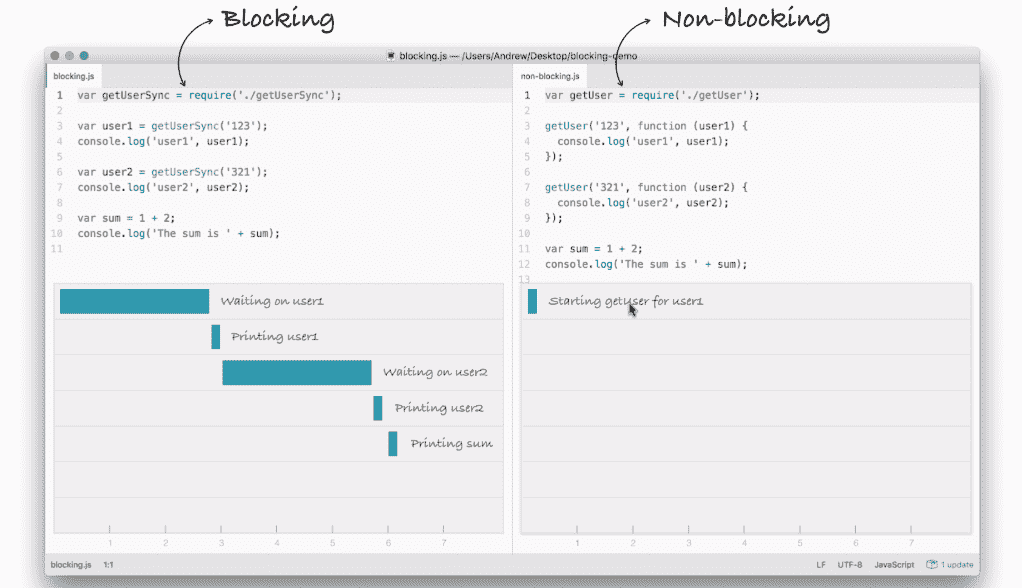 Blocking
Non-blocking
blocking.js — /Users/Andrew/Desktop/blocking-demo
blocking.js
1 var getUserSync = require('./getUserSync');
2
3 var user1 = getUserSync('123');
4 console.log('user1', user1);
5
6 var user2 = getUserSync('321');
7 console.log('user2', user2);
8
9 var sum = 1 + 2;
10 console.log('The sum is ' + sum);
11
Waiting on user1
Printing user1
Waiting on user2
Printing user2
Printing sum
1 2 3 4 5 6 7
non-blocking.js
1 var getUser = require('./getUser');
2
3 getUser('123', function (user1) {
4 console.log('user1', user1);
5 });
6
7 getUser('321', function (user2) {
8 console.log('user2', user2);
9 });
10
11 var sum = 1 + 2;
12 console.log('The sum is ' + sum);
13
Starting getUser for user1
1 2 3 4 5 6 7
blocking.js 1:1
LF UTF-8 JavaScript 1 update